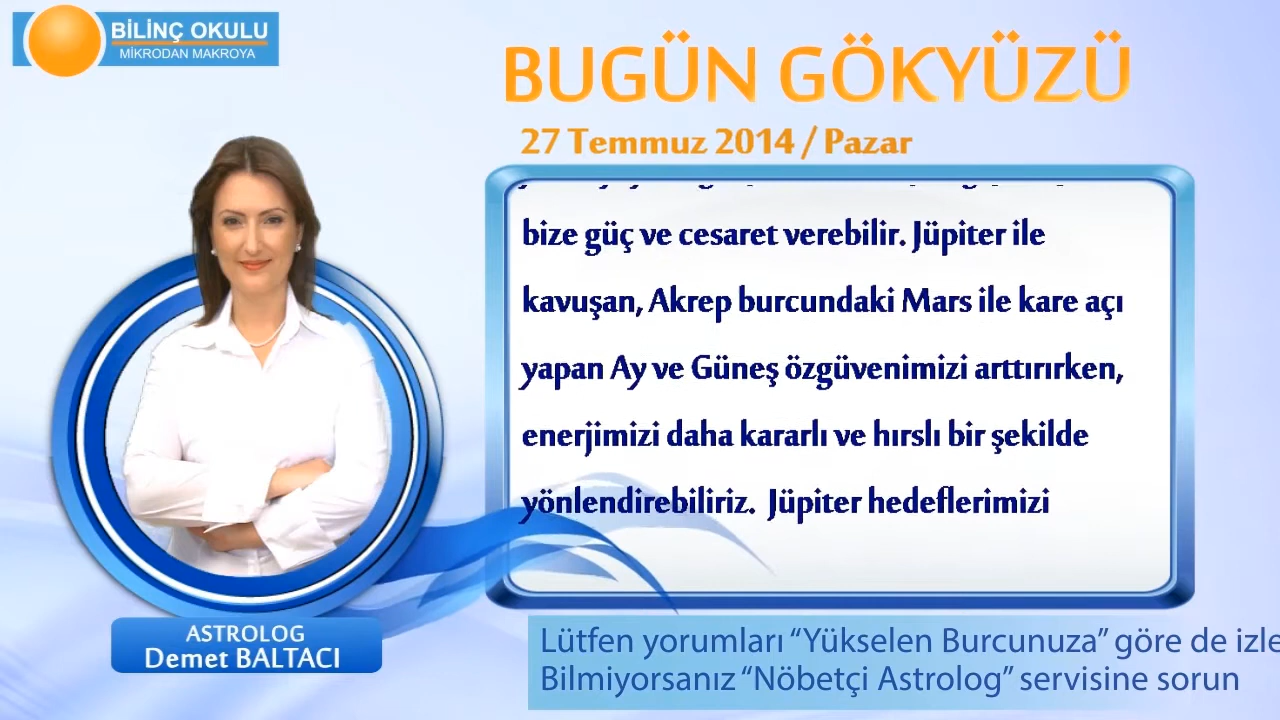 BİLİNÇ OKULU
MİKRODAN MAKROYA
BUGÜN GÖKYÜZÜ
27 Temmuz 2014 / Pazar
bize güç ve cesaret verebilir. Jüpiter ile
kavuşan, Akrep burcundaki Mars ile kare açı
yapan Ay ve Güneş özgüvenimizi arttırırken,
enerjimizi daha kararlı ve hırslı bir şekilde
yönlendirebiliriz. Jüpiter hedeflerimizi
ASTROLOG
Demet BALTACI
Lütfen yorumları “Yükselen Burcunuza” göre de izle
Bilmiyorsanız “Nöbetçi Astrolog” servisine sorun